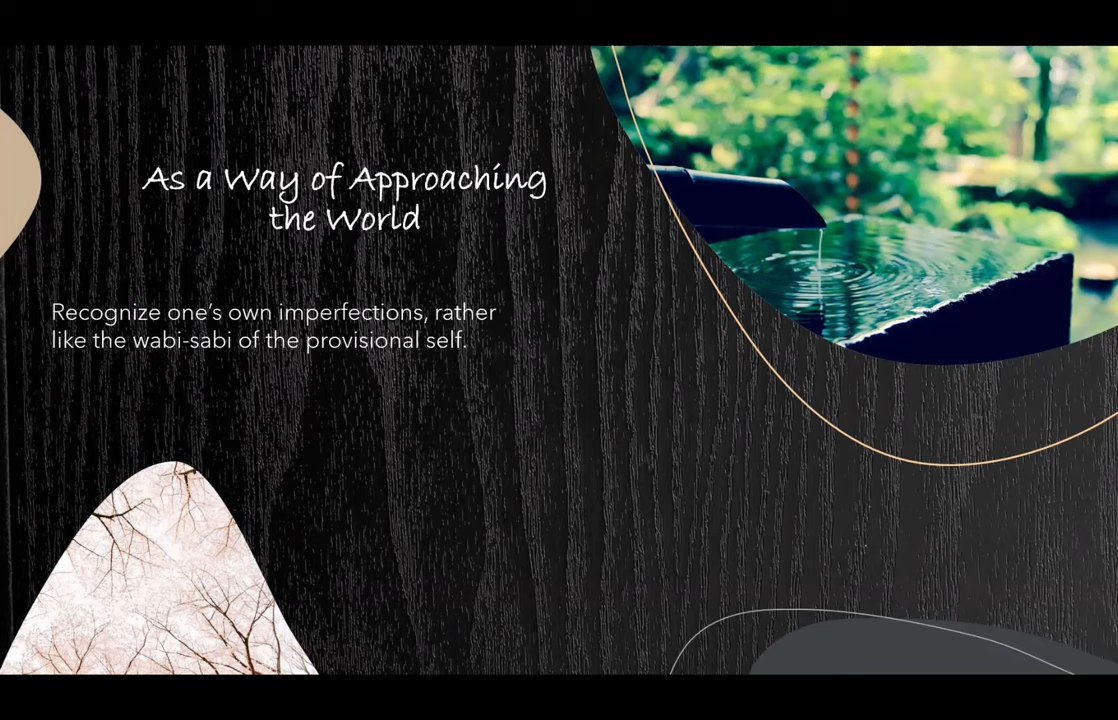 As a Way of Approaching
the World
Recognize one's own imperfections, rather
like the wabi-sabi of the provisional self.